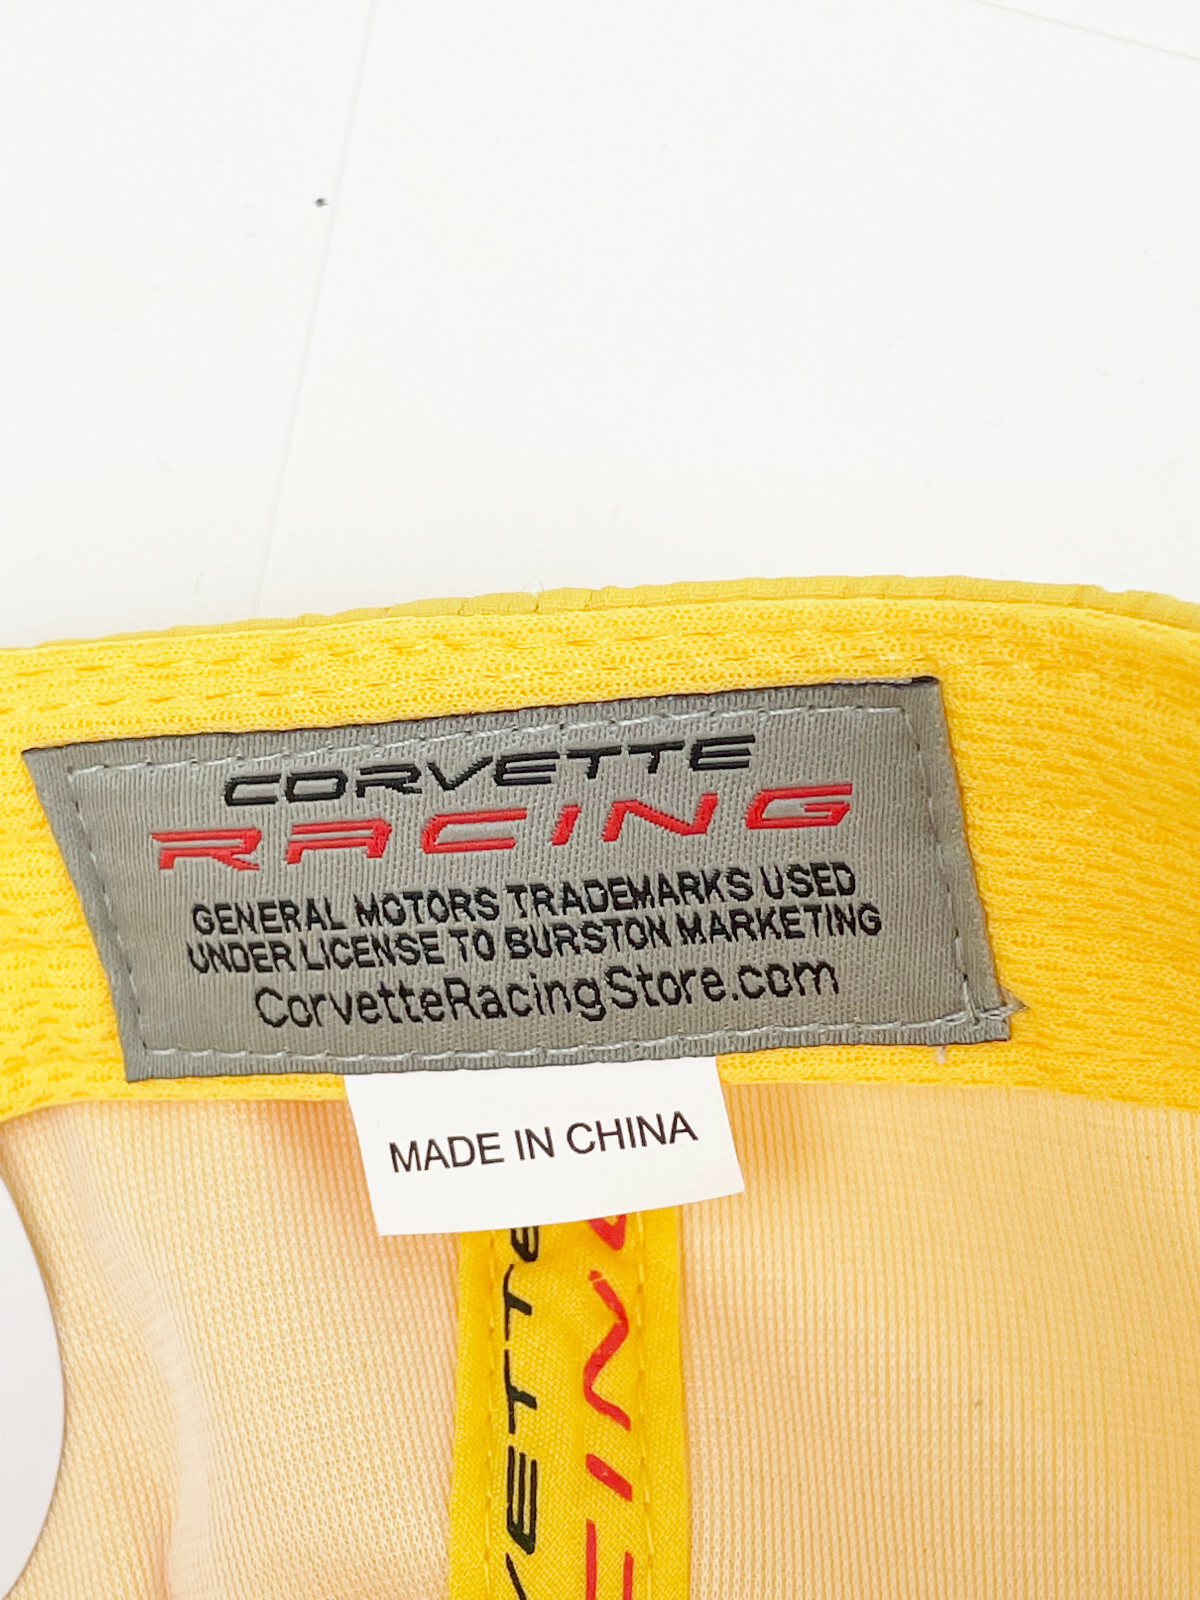 CORVETTE
RACING
GENERAL MOTORS TRADEMARKS USED
UNDER LICENSE TO BURSTON MARKETING
CorvetteRacingStore.com
MADE IN CHINA